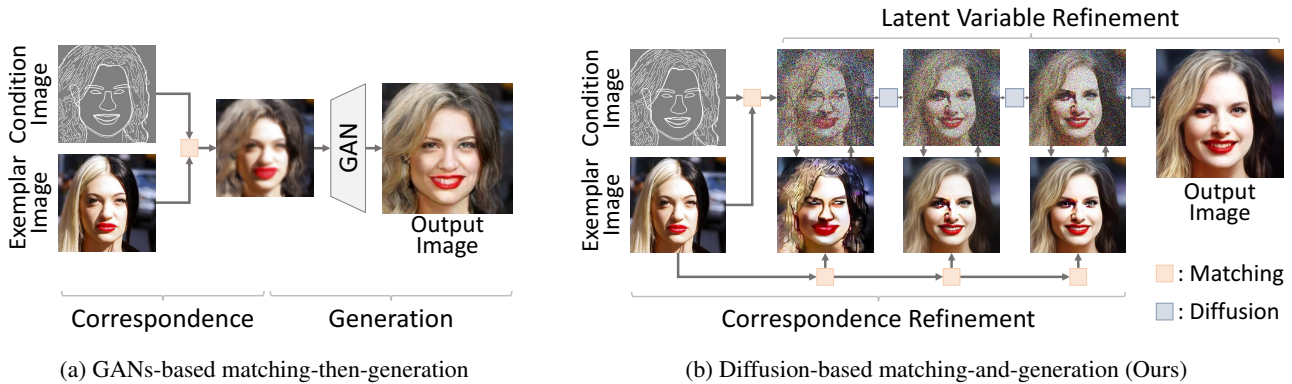 Condition
Image
Exemplar
Image
GAN
Output
Image
Correspondence
Generation
(a) GANs-based matching-then-generation
Latent Variable Refinement
Condition
Image
Exemplar
Image
Output
Image
: Matching
: Diffusion
Correspondence Refinement
(b) Diffusion-based matching-and-generation (Ours)